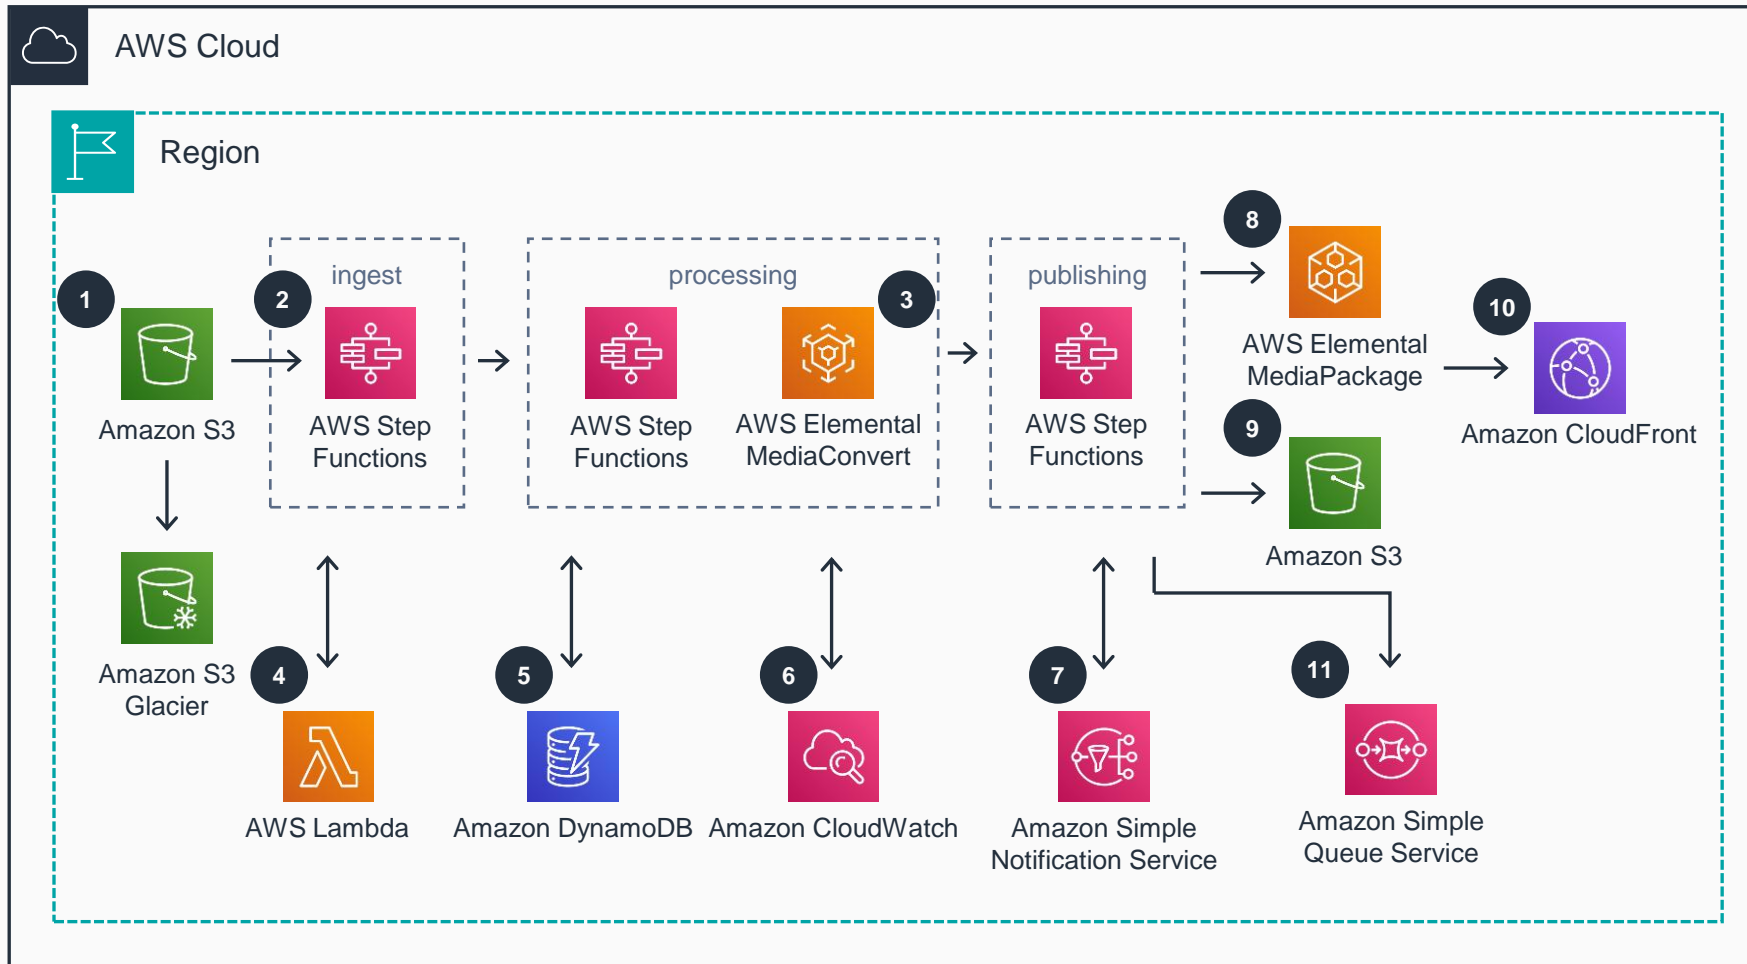 AWS Cloud
Region
1
Amazon S3
Amazon S3
Glacier
2
ingest
AWS Step
Functions
processing
3
AWS Step
Functions
AWS Elemental
MediaConvert
publishing
AWS Step
Functions
8
AWS Elemental
MediaPackage
9
Amazon S3
10
Amazon CloudFront
4
AWS Lambda
5
Amazon DynamoDB
6
Amazon CloudWatch
7
Amazon Simple
Notification Service
11
Amazon Simple
Queue Service